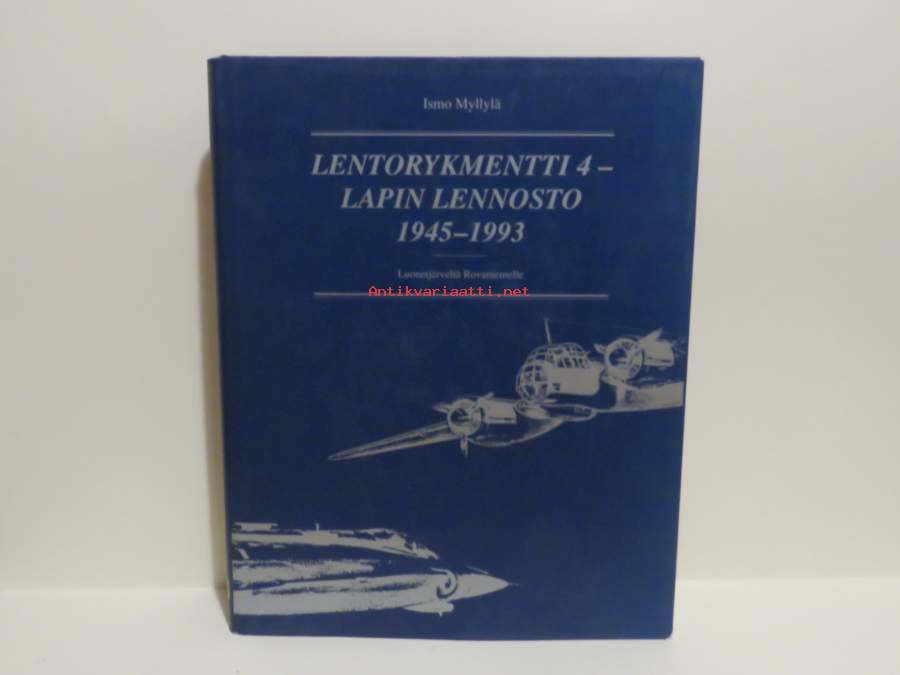 Ismo Myllylä
LENTORYKMENTTI 4 –
LAPIN LENNOSTO
1945–1993
Luonetjärveltä Rovaniemelle
Antikvariaatti.net